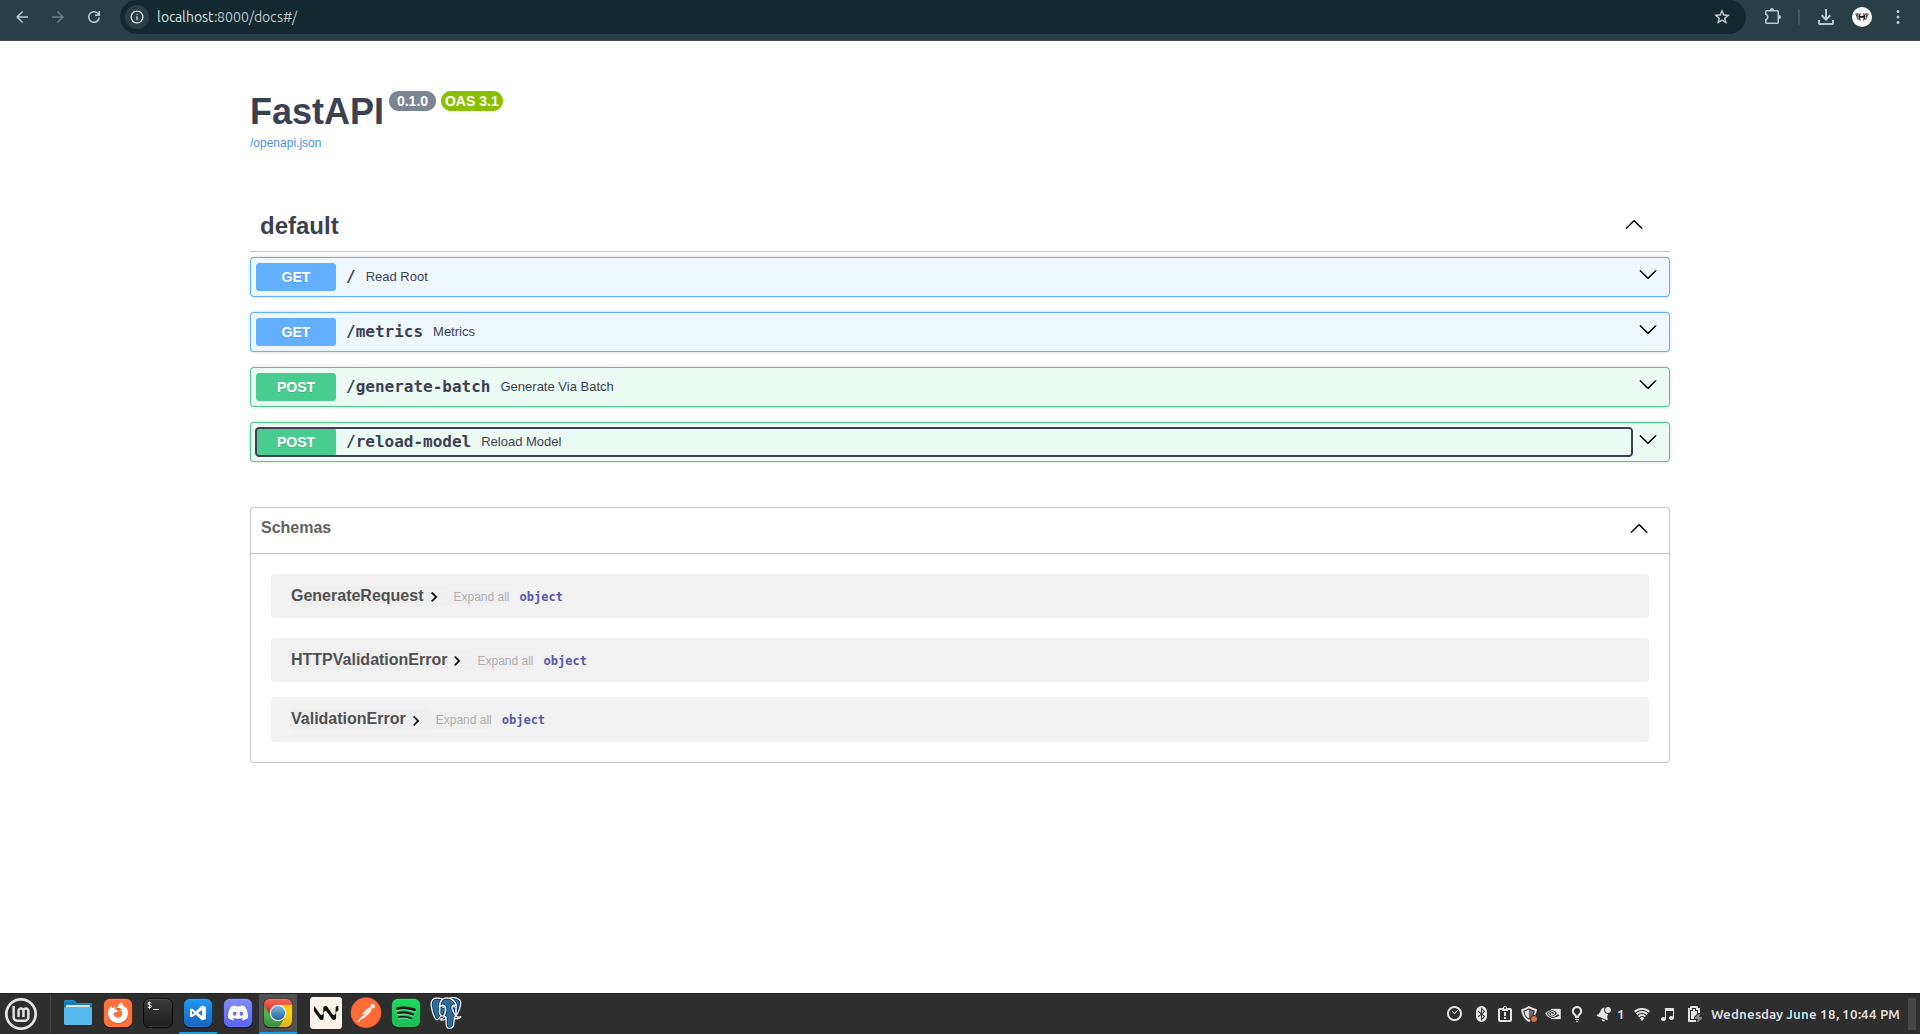 localhost:8000/docs#/
FastAPI 0.1.0 OAS 3.1
/openapi.json
default
GET / Read Root
GET /metrics Metrics
POST /generate-batch Generate Via Batch
POST /reload-model Reload Model
Schemas
GenerateRequest Expand all object
HTTPValidationError Expand all object
ValidationError Expand all object
1 Wednesday June 18, 10:44 PM